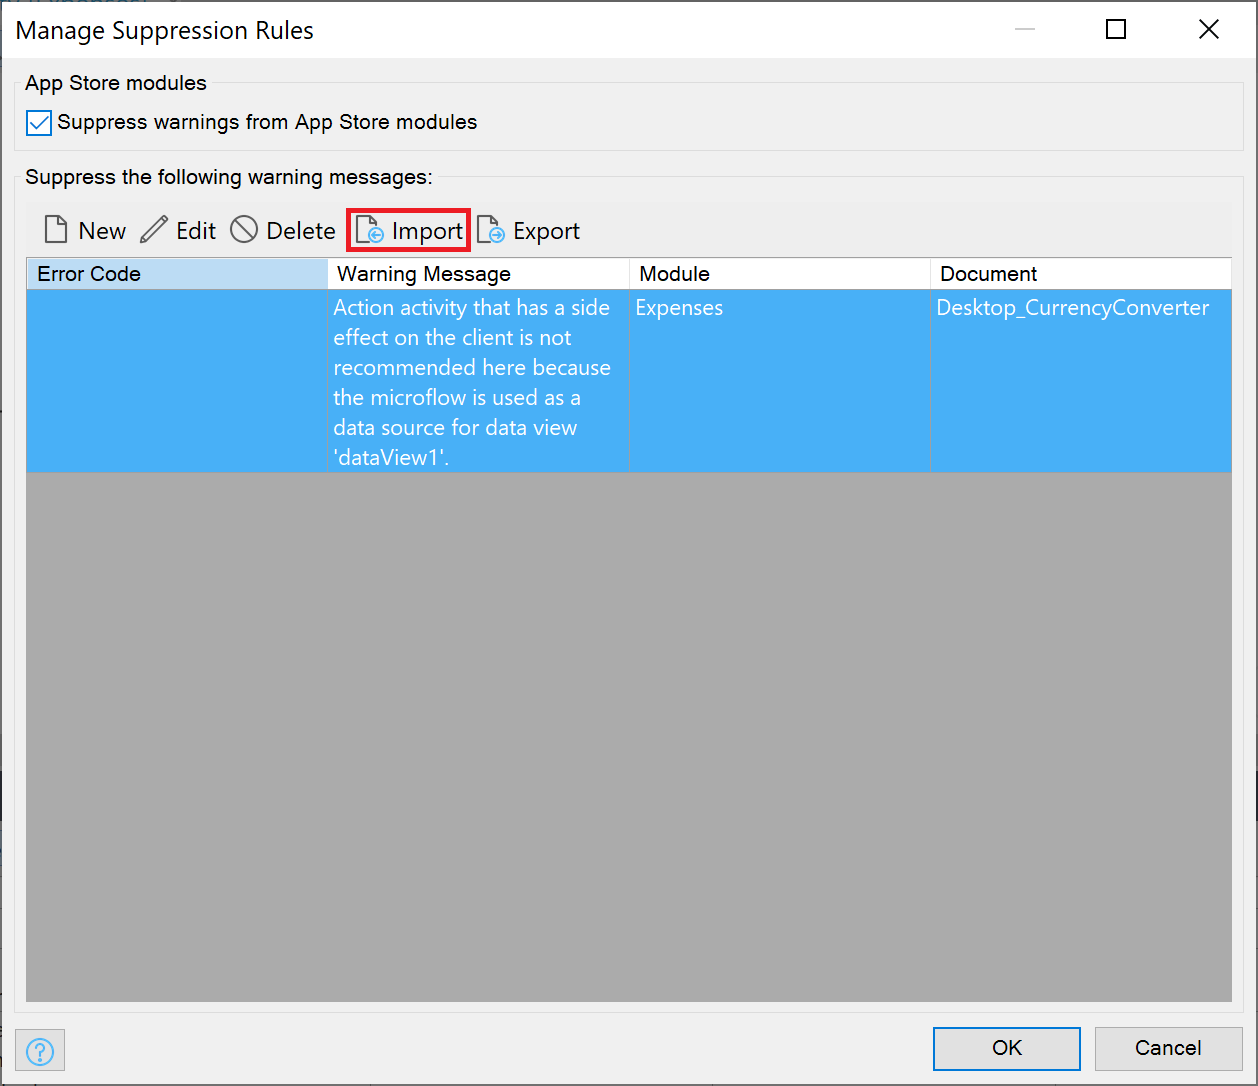 Manage Suppression Rules
App Store modules
Suppress warnings from App Store modules
Suppress the following warning messages:
New Edit Delete Import Export
Error Code Warning Message Module Document
Action activity that has a side Expenses Desktop_CurrencyConverter
effect on the client is not
recommended here because
the microflow is used as a
data source for data view
'dataView1'.
? OK Cancel